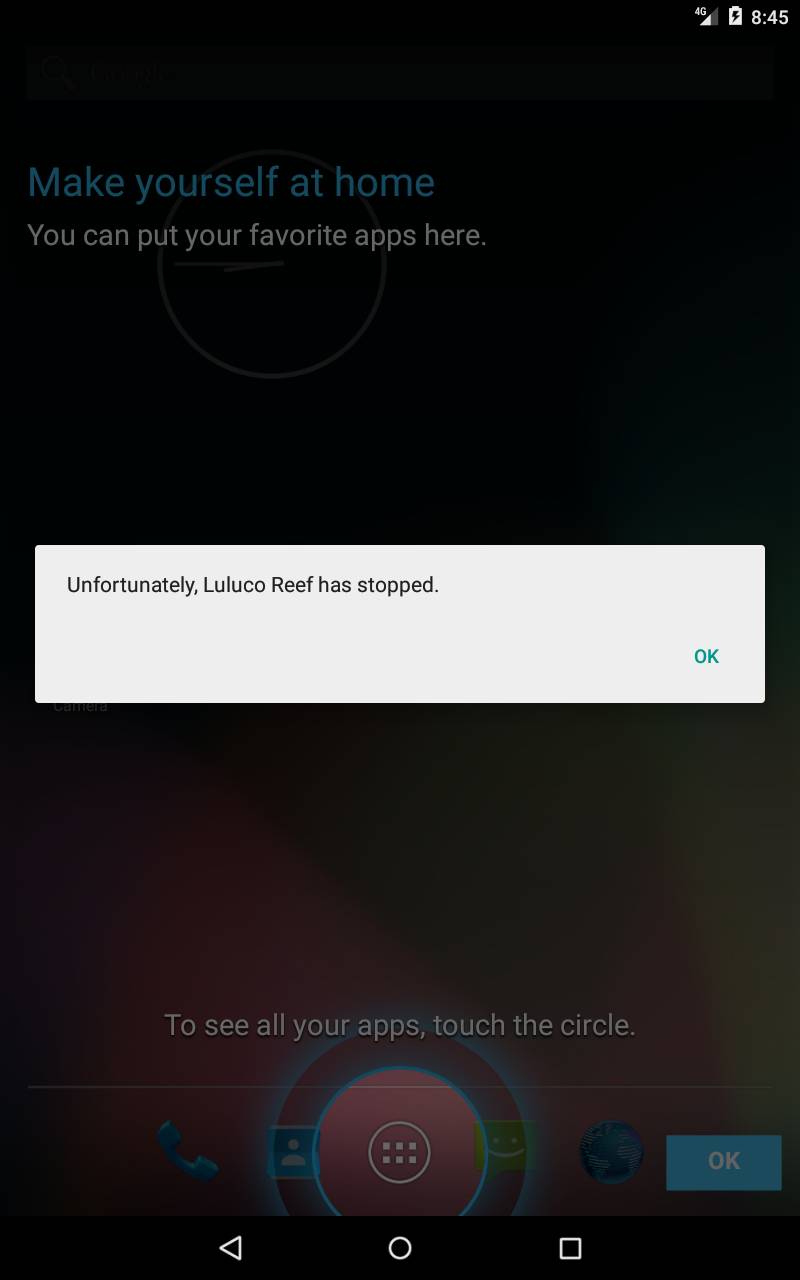 4G 8:45
Make yourself at home
You can put your favorite apps here.
Unfortunately, Luluco Reef has stopped.
OK
Camera
To see all your apps, touch the circle.
OK